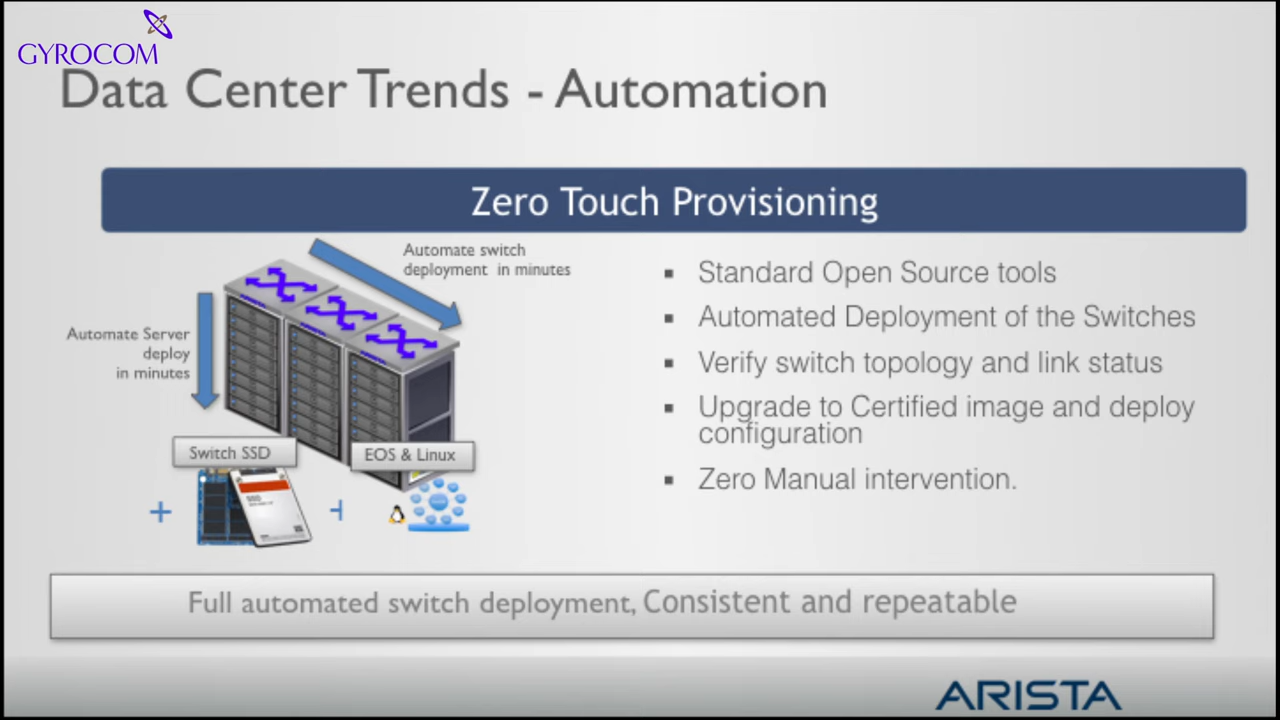 GYROCOM
Data Center Trends - Automation
Zero Touch Provisioning
Automate switch
deployment in minutes
Automate Server
deploy
in minutes
Switch SSD
EOS & Linux
▪ Standard Open Source tools
▪ Automated Deployment of the Switches
▪ Verify switch topology and link status
▪ Upgrade to Certified image and deploy
configuration
▪ Zero Manual intervention.
Full automated switch deployment, Consistent and repeatable
ARISTA